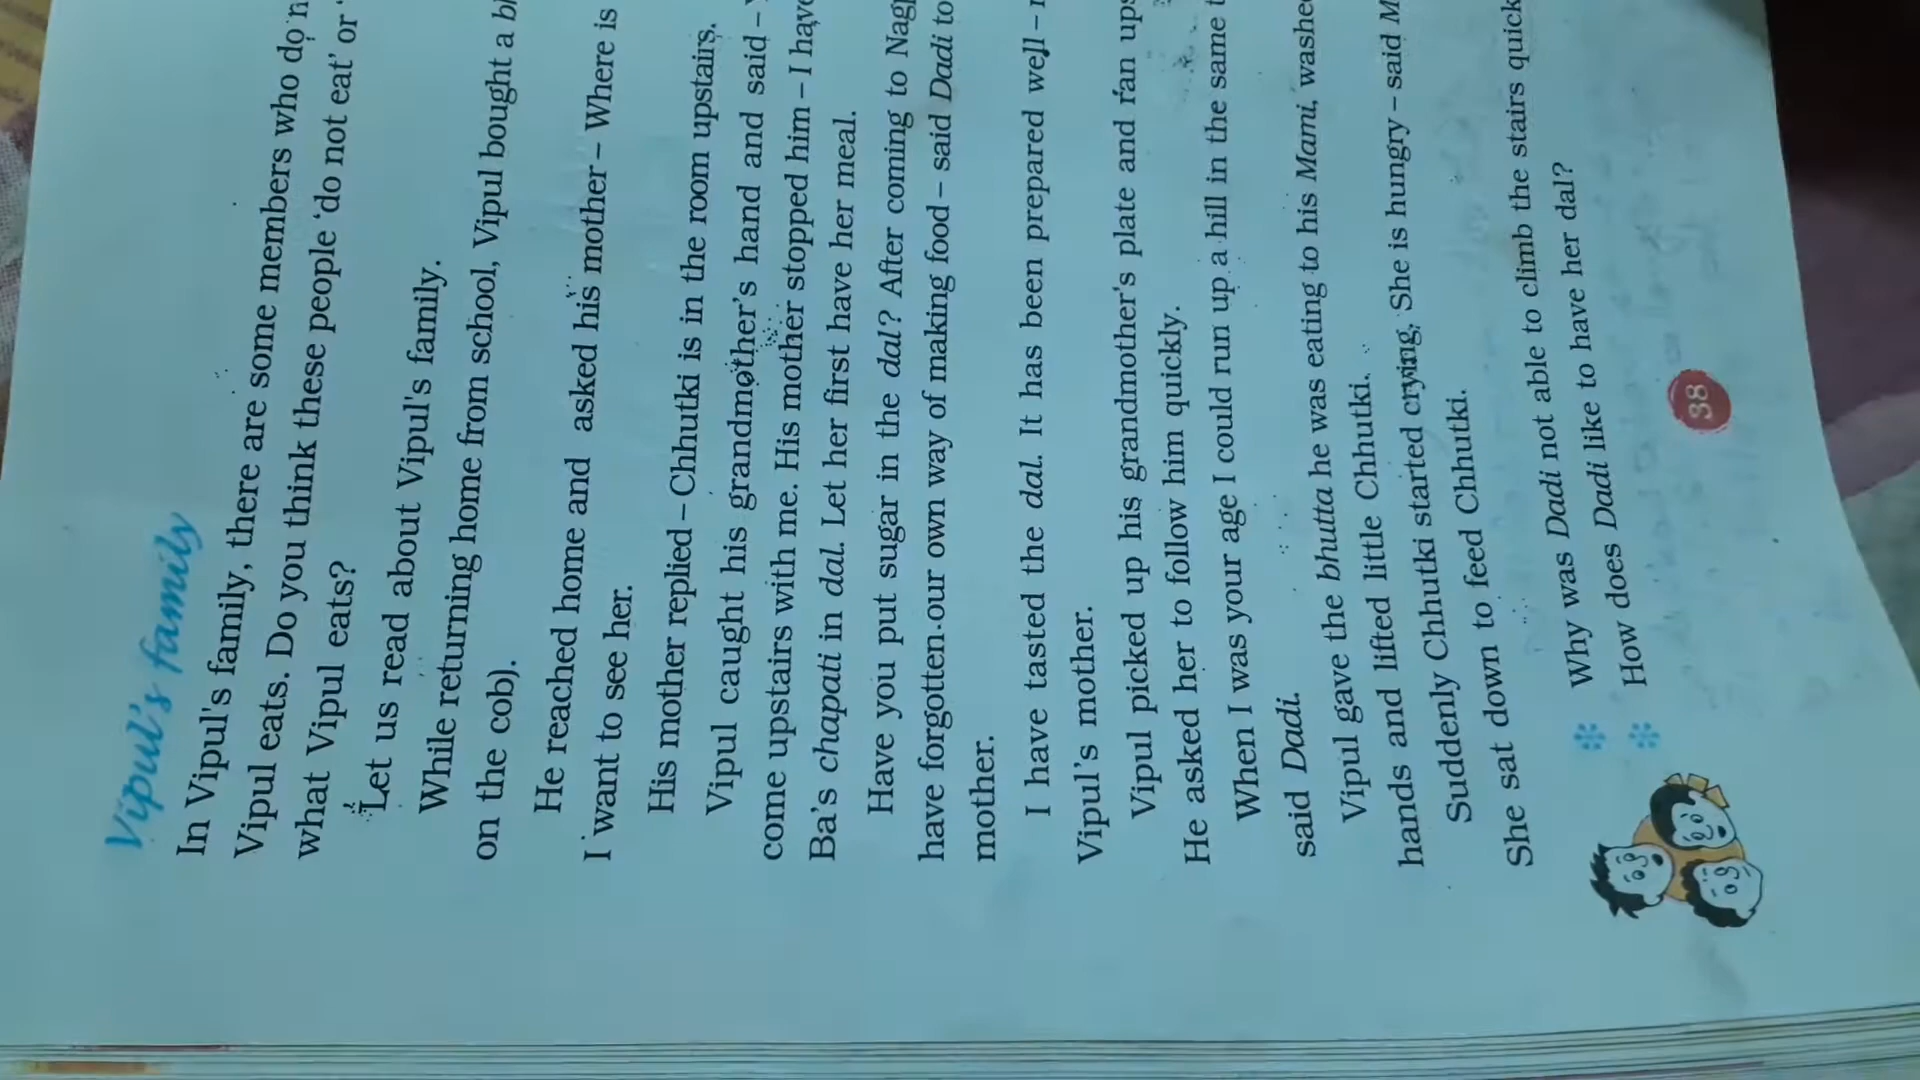 Vipul's family
In Vipul's family, there are some members who do
Vipul eats. Do you think these people 'do not eat' or '
what Vipul eats?
Let us read about Vipul's family.
While returning home from school, Vipul bought a
on the cob).
He reached home and asked his mother – Where is
I want to see her.
His mother replied – Chhutki is in the room upstairs.
Vipul caught his grandmother's hand and said –
come upstairs with me. His mother stopped him – I have
Ba's chapati in dal. Let her first have her meal.
Have you put sugar in the dal? After coming to
have forgotten our own way of making food – said Dadi to
mother.
I have tasted the dal. It has been prepared well –
Vipul's mother.
Vipul picked up his grandmother's plate and ran
He asked her to follow him quickly.
When I was your age I could run up a hill in the same
said Dadi.
Vipul gave the bhutta he was eating to his Mami, washed
hands and lifted little Chhutki.
Suddenly Chhutki started crying. She is hungry – said
She sat down to feed Chhutki.
Why was Dadi not able to climb the stairs
How does Dadi like to have her dal?
38